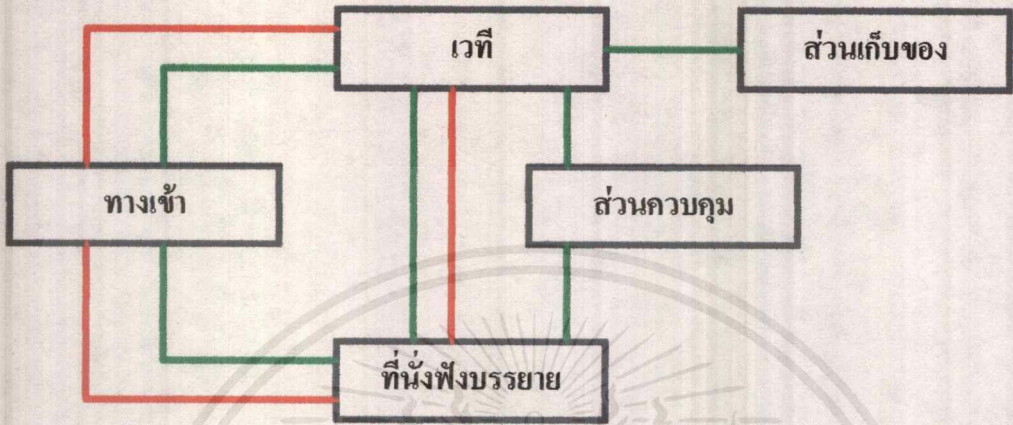 เวที
ส่วนเก็บของ
ทางเข้า
ส่วนควบคุม
ที่นั่งฟังบรรยาย